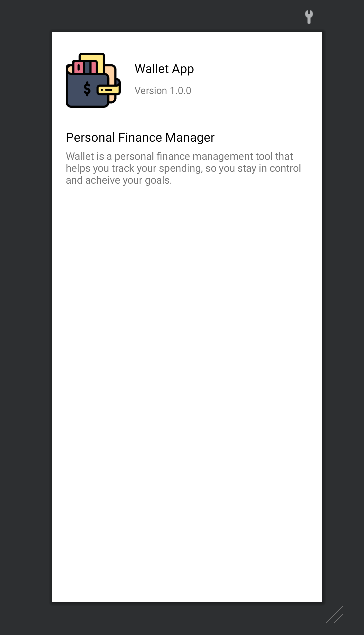 $
Wallet App
Version 1.0.0
Personal Finance Manager
Wallet is a personal finance management tool that
helps you track your spending, so you stay in control
and acheive your goals.